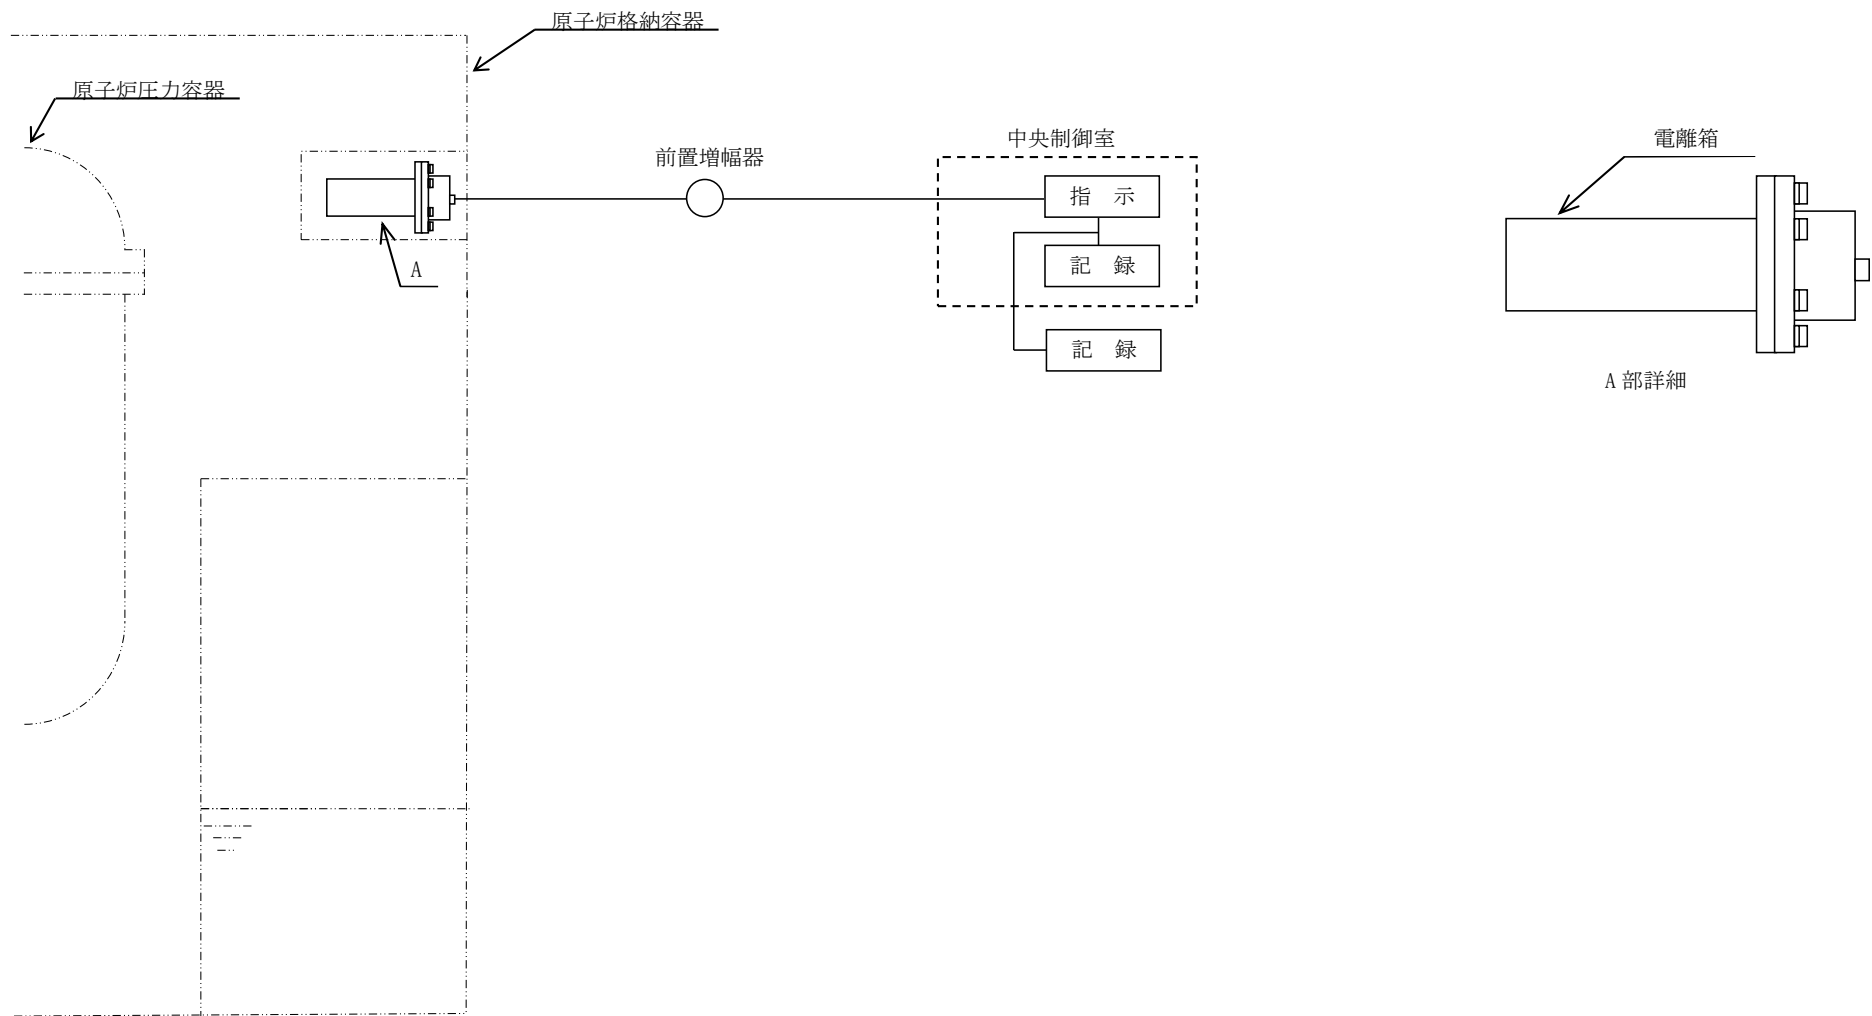 原子炉格納容器
原子炉圧力容器
中央制御室
電離箱
前置増幅器
指　示
A
記　録
記　録
A 部詳細